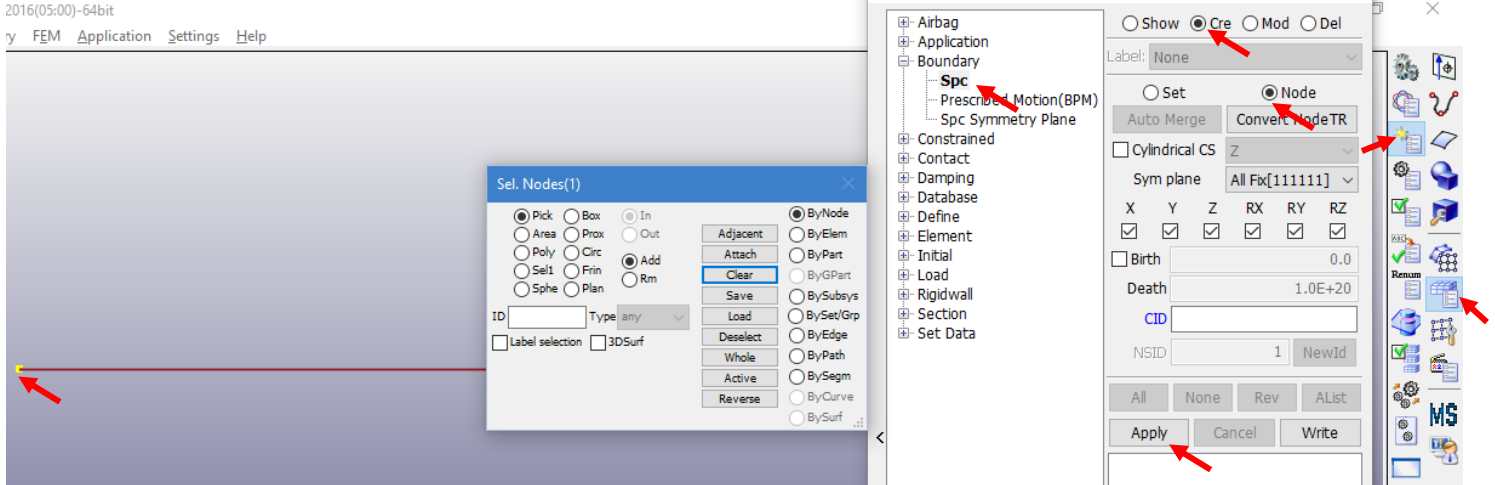 2016(05:00)-64bit
ry FEM Application Settings Help
Sel. Nodes(1)
Pick Box In
Area Prox Out
Poly Circ Add
Sel1 Frin Rm
Sphe Plan
ID Type any
Label selection 3DSurf
Adjacent
Attach
Clear
Save
Load
Deselect
Whole
Active
Reverse
ByNode
ByElem
ByPart
ByGPart
BySubsys
BySet/Grp
ByEdge
ByPath
BySegm
ByCurve
BySurf
Airbag
Application
Boundary
Spc
Prescribed Motion(BPM)
Spc Symmetry Plane
Constrained
Contact
Damping
Database
Define
Element
Initial
Load
Rigidwall
Section
Set Data
<
Show Cre Mod Del
Label: None
Set Node
Auto Merge Convert NodeTR
Cylindrical CS Z
Sym plane All Fix[111111]
X Y Z RX RY RZ
Birth 0.0
Death 1.0E+20
CID
NSID 1 NewId
All None Rev AList
Apply Cancel Write
Renum
MS